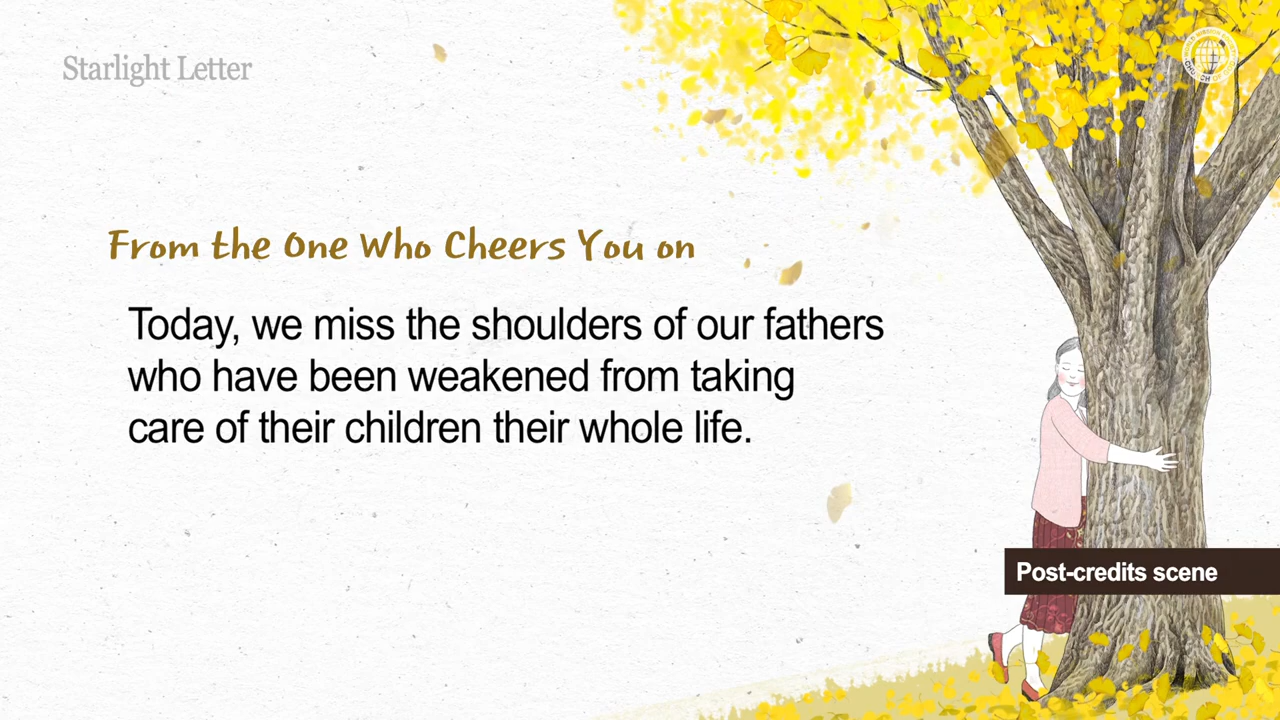 Starlight Letter
From the One Who Cheers You on
Today, we miss the shoulders of our fathers
who have been weakened from taking
care of their children their whole life.
Post-credits scene